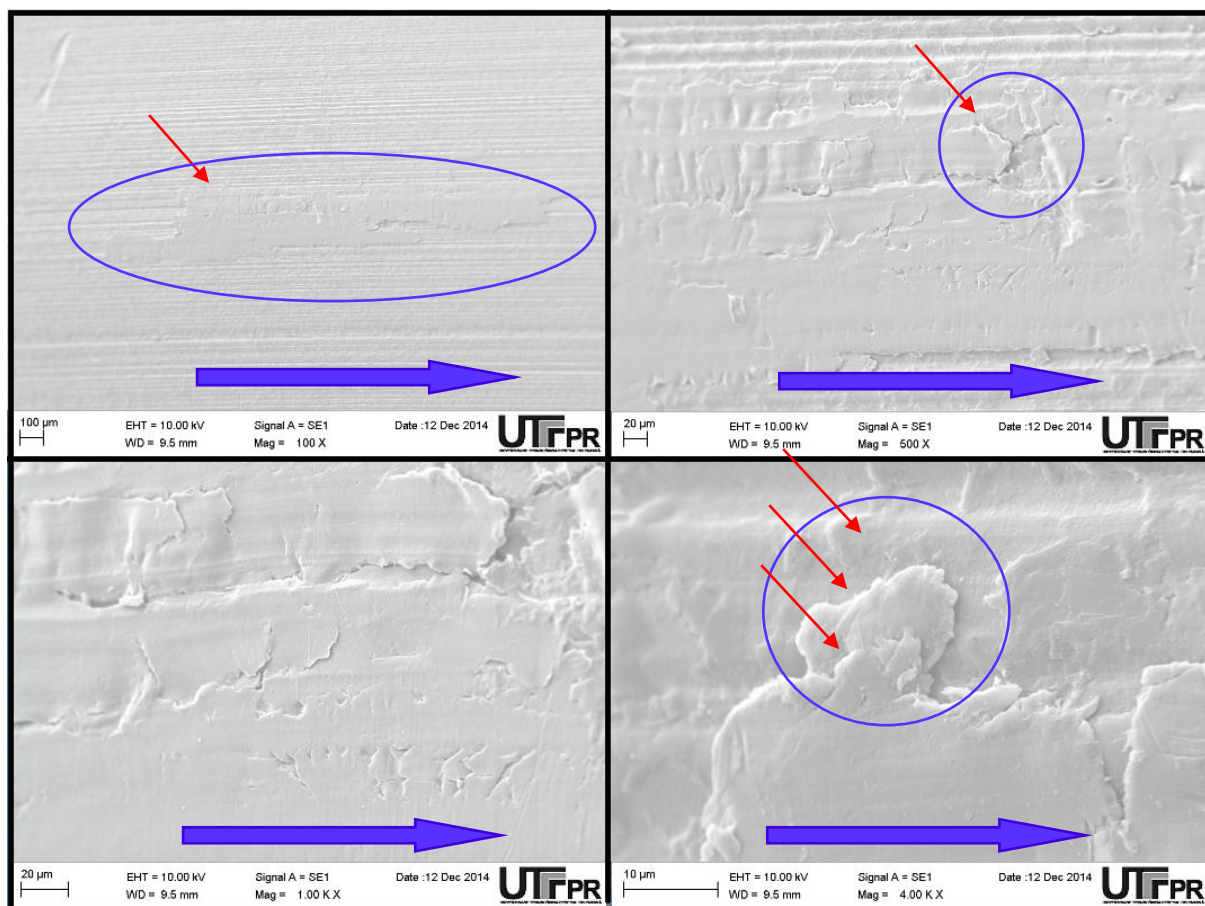 100 µm
EHT = 10.00 kV
WD = 9.5 mm
Signal A = SE1
Mag = 100 X
Date :12 Dec 2014
UTFPR
20 µm
EHT = 10.00 kV
WD = 9.5 mm
Signal A = SE1
Mag = 500 X
Date :12 Dec 2014
UTFPR
20 µm
EHT = 10.00 kV
WD = 9.5 mm
Signal A = SE1
Mag = 1.00 K X
Date :12 Dec 2014
UTFPR
10 µm
EHT = 10.00 kV
WD = 9.5 mm
Signal A = SE1
Mag = 4.00 K X
Date :12 Dec 2014
UTFPR